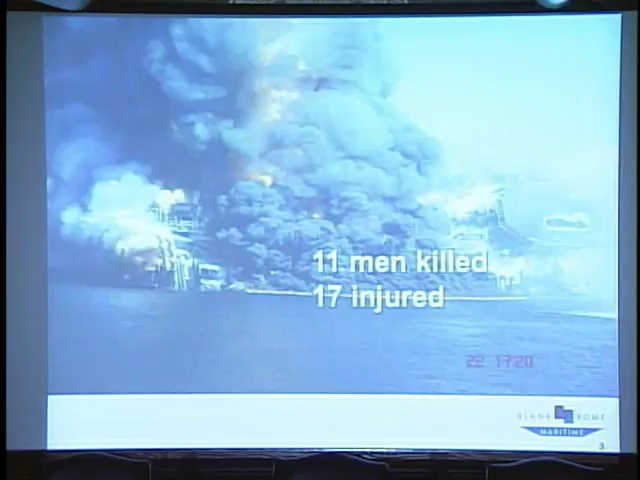 11 men killed
17 injured
22 17:20
BLANK ROME
MARITIME
3